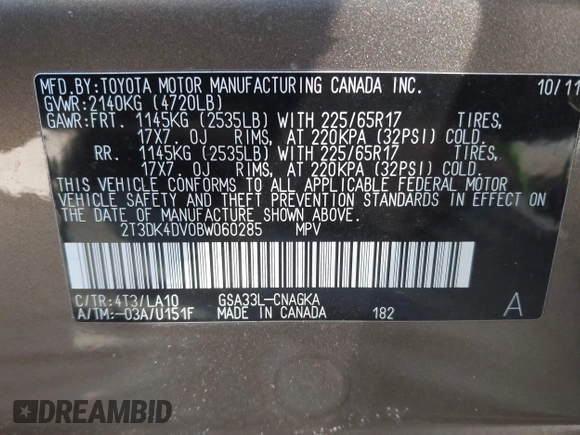 MFD.BY:TOYOTA MOTOR MANUFACTURING CANADA INC. 10/11
GVWR:2140KG (4720LB)
GAWR:FRT. 1145KG (2535LB) WITH 225/65R17 TIRES,
17X7.0J RIMS, AT 220KPA (32PSI) COLD.
RR. 1145KG (2535LB) WITH 225/65R17 TIRES,
17X7.0J RIMS, AT 220KPA (32PSI) COLD.
THIS VEHICLE CONFORMS TO ALL APPLICABLE FEDERAL MOTOR
VEHICLE SAFETY AND THEFT PREVENTION STANDARDS IN EFFECT ON
THE DATE OF MANUFACTURE SHOWN ABOVE.
2T3DK4DV0BW060285 MPV
C/TR:4T3/LA10 GSA33L-CNAGKA A
A/TM:-03A/U151F MADE IN CANADA 182
DREAMBID